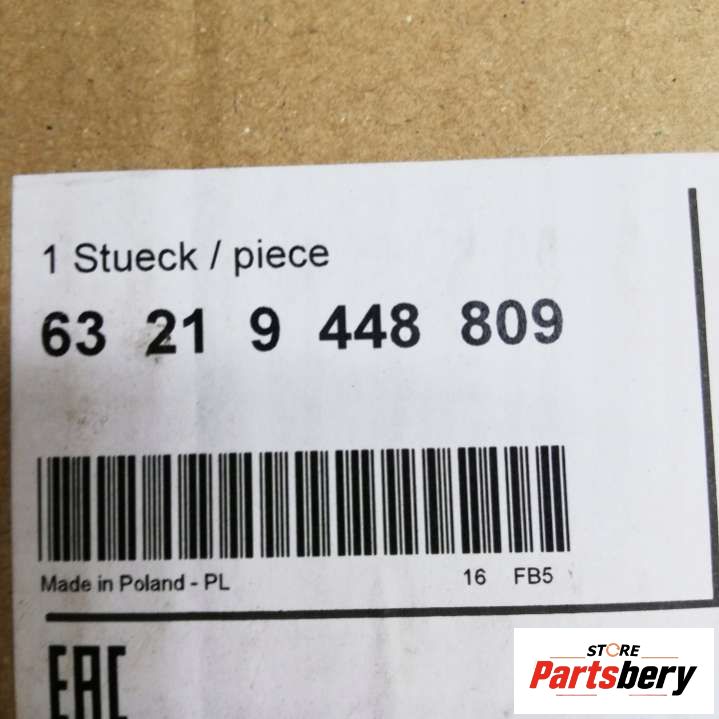 1 Stueck / piece
63 21 9 448 809
Made in Poland - PL 16 FB5
EAC
STORE
Partsbery